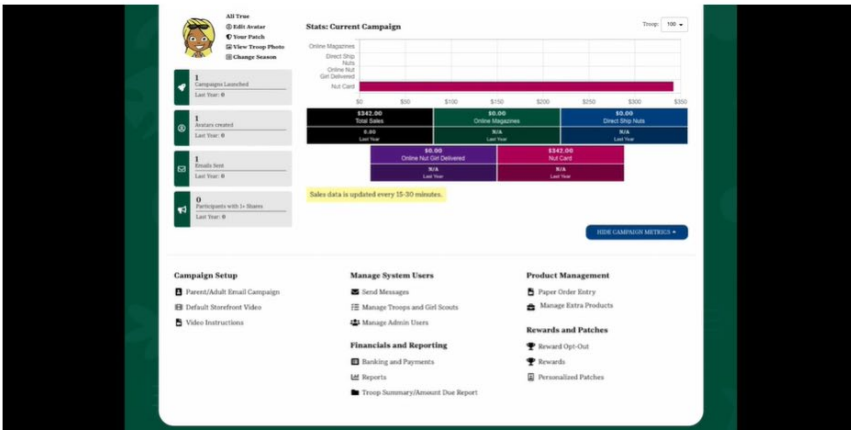 Ali True
Edit Avatar
Your Patch
View Troop Photo
Change Season
1
Campaigns Launched
Last Year: 0
1
Avatars created
Last Year: 0
1
Emails Sent
Last Year: 0
0
Participants with 1+ Shares
Last Year: 0
Stats: Current Campaign
Troop: 100
Online Magazines
Direct Ship
Nuts
Online Nut
Girl Delivered
Nut Card
$0 $50 $100 $150 $200 $250 $300 $350
$342.00 $0.00 $0.00
Total Sales Online Magazines Direct Ship Nuts
0.00 N/A N/A
Last Year Last Year Last Year
$0.00 $342.00
Online Nut Girl Delivered Nut Card
N/A N/A
Last Year Last Year
Sales data is updated every 15-30 minutes.
HIDE CAMPAIGN METRICS
Campaign Setup
Parent/Adult Email Campaign
Default Storefront Video
Video Instructions
Manage System Users
Send Messages
Manage Troops and Girl Scouts
Manage Admin Users
Financials and Reporting
Banking and Payments
Reports
Troop Summary/Amount Due Report
Product Management
Paper Order Entry
Manage Extra Products
Rewards and Patches
Reward Opt-Out
Rewards
Personalized Patches